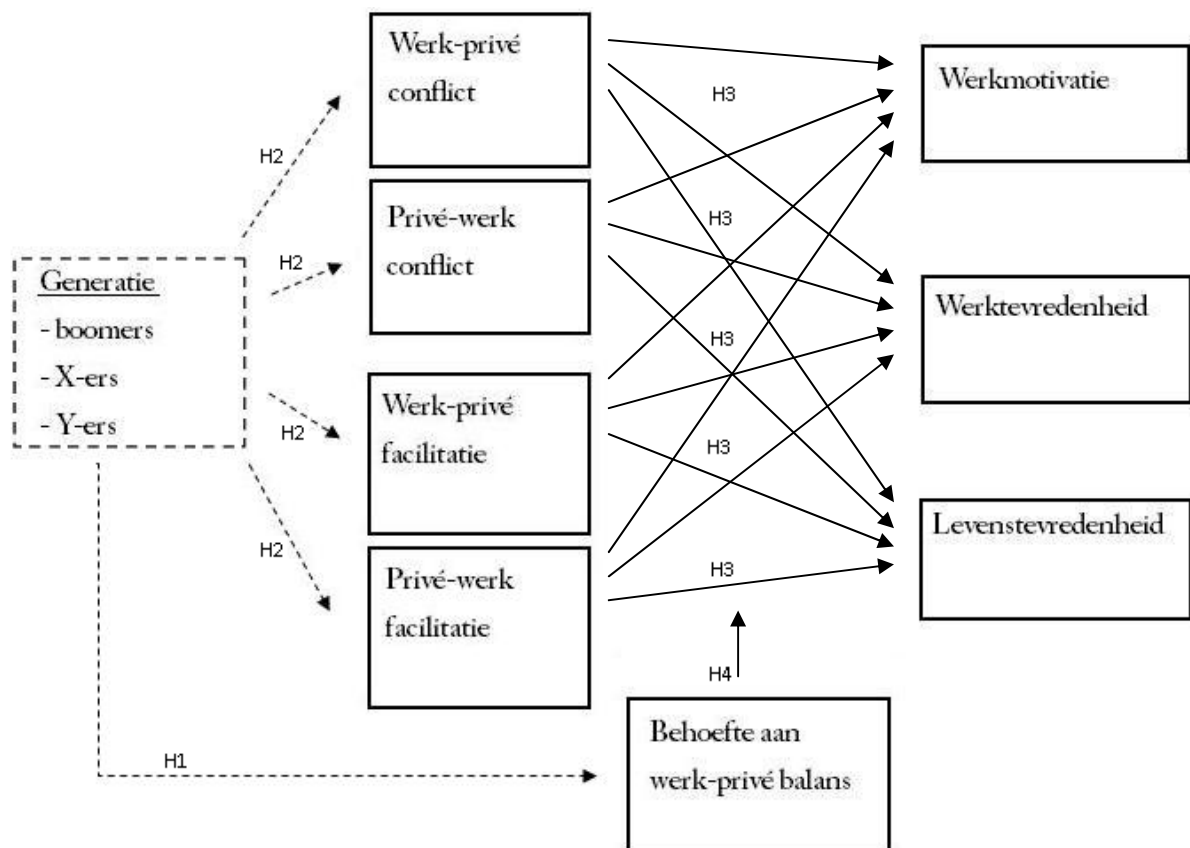 Werk-privé
conflict
Werkmotivatie
H3
H2
Privé-werk
conflict
H3
H2
Generatie
- boomers
- X-ers
- Y-ers
Werktevredenheid
H3
Werk-privé
facilitatie
H2
H3
Levenstevredenheid
H2
Privé-werk
facilitatie
H3
H4
Behoefte aan
werk-privé balans
H1